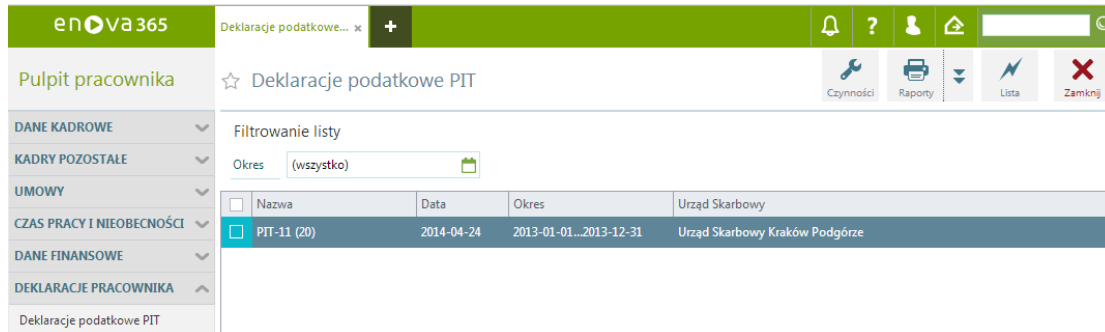 enova365
Deklaracje podatkowe... x
+
?
Pulpit pracownika
Deklaracje podatkowe PIT
Czynności
Raporty
Lista
Zamknij
DANE KADROWE
KADRY POZOSTAŁE
UMOWY
CZAS PRACY I NIEOBECNOŚCI
DANE FINANSOWE
DEKLARACJE PRACOWNIKA
Deklaracje podatkowe PIT
Filtrowanie listy
Okres (wszystko)
Nazwa Data Okres Urząd Skarbowy
PIT-11 (20) 2014-04-24 2013-01-01...2013-12-31 Urząd Skarbowy Kraków Podgórze